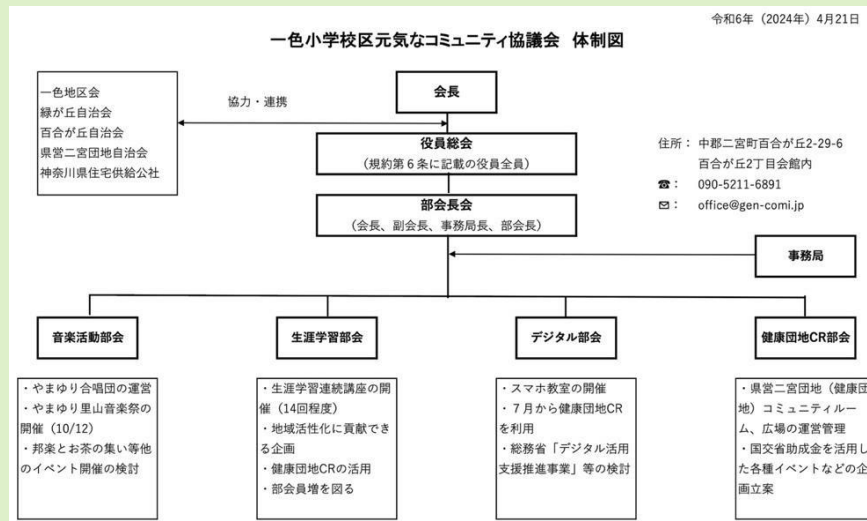 令和6年（2024年）4月21日
一色小学校区元気なコミュニティ協議会 体制図
一色地区会
緑が丘自治会
百合が丘自治会
県営二宮団地自治会
神奈川県住宅供給公社
協力・連携
会長
役員総会
（規約第６条に記載の役員全員）
部会長会
（会長、副会長、事務局長、部会長）
住所： 中郡二宮町百合が丘2-29-6
百合が丘2丁目会館内
☎： 090-5211-6891
✉： office@gen-comi.jp
事務局
音楽活動部会
・やまゆり合唱団の運営
・やまゆり里山音楽祭の
開催（10/12）
・邦楽とお茶の集い等他
のイベント開催の検討
生涯学習部会
・生涯学習連続講座の開
催（14回程度）
・地域活性化に貢献でき
る企画
・健康団地CRの活用
・部会員増を図る
デジタル部会
・スマホ教室の開催
・７月から健康団地CR
を利用
・総務省「デジタル活用
支援推進事業」等の検討
健康団地CR部会
・県営二宮団地（健康団
地）コミュニティルー
ム、広場の運営管理
・国交省助成金を活用し
た各種イベントなどの企
画立案